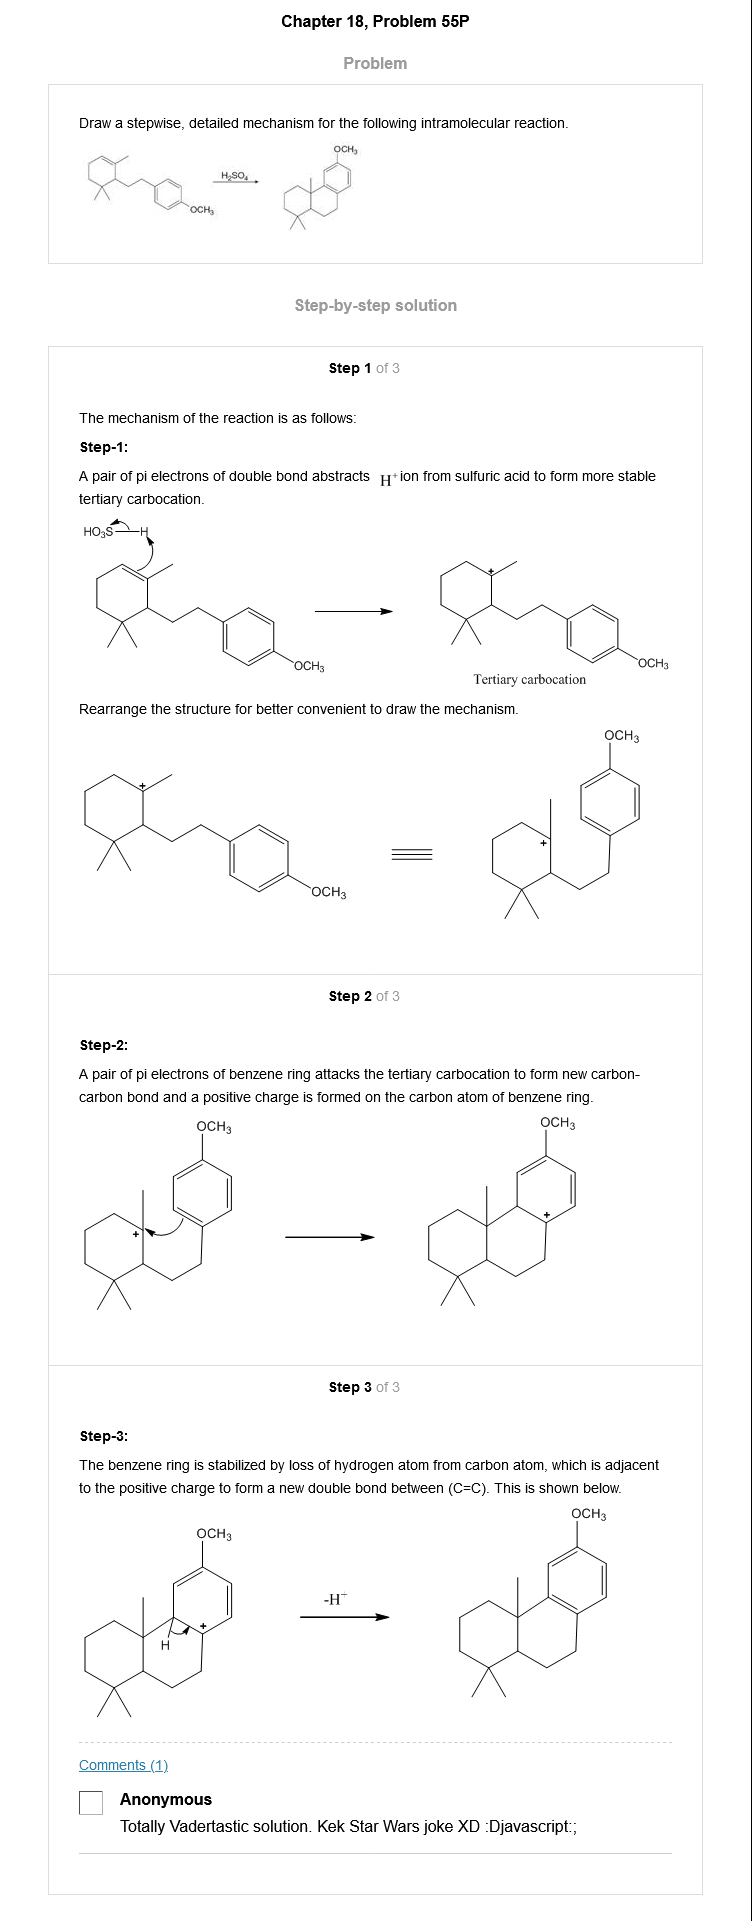 Chapter 18, Problem 55P
Problem
Draw a stepwise, detailed mechanism for the following intramolecular reaction.
OCH₃
H₂SO₄
OCH₃
Step-by-step solution
Step 1 of 3
The mechanism of the reaction is as follows:
Step-1:
A pair of pi electrons of double bond abstracts H⁺ ion from sulfuric acid to form more stable
tertiary carbocation.
HO₃S—H
+
OCH₃
OCH₃
Tertiary carbocation
Rearrange the structure for better convenient to draw the mechanism.
OCH₃
+
+
OCH₃
Step 2 of 3
Step-2:
A pair of pi electrons of benzene ring attacks the tertiary carbocation to form new carbon-
carbon bond and a positive charge is formed on the carbon atom of benzene ring.
OCH₃
OCH₃
+
+
Step 3 of 3
Step-3:
The benzene ring is stabilized by loss of hydrogen atom from carbon atom, which is adjacent
to the positive charge to form a new double bond between (C=C). This is shown below.
OCH₃
OCH₃
-H⁺
+
H
Comments (1)
Anonymous
Totally Vadertastic solution. Kek Star Wars joke XD :Djavascript:;